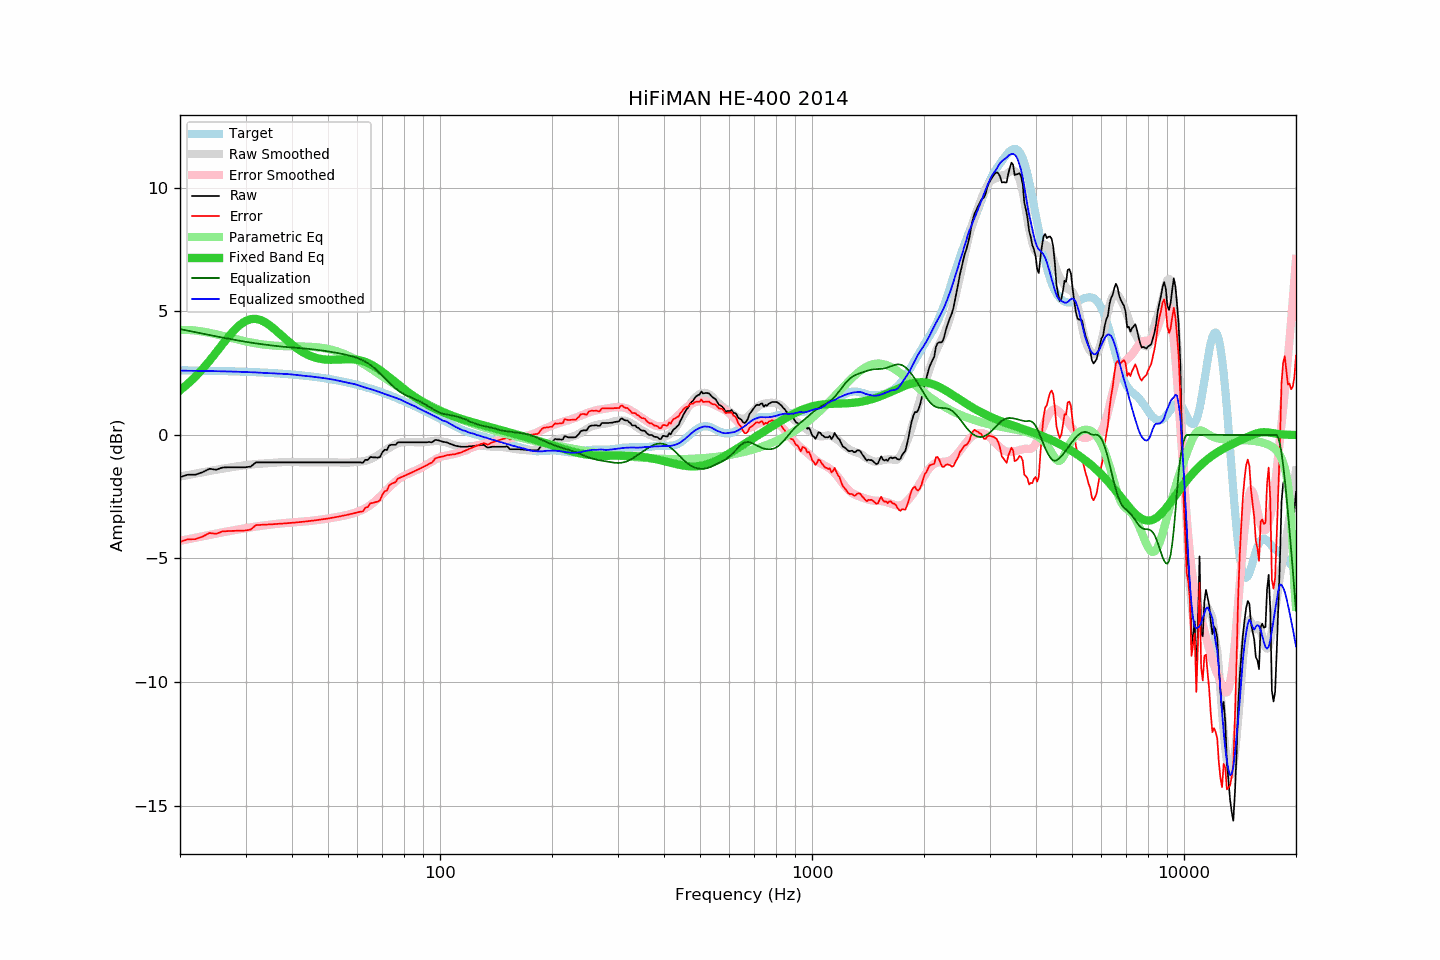 HiFiMAN HE-400 2014
Target
Raw Smoothed
Error Smoothed
Raw
Error
Parametric Eq
Fixed Band Eq
Equalization
Equalized smoothed
10
5
0
−5
−10
−15
Amplitude (dBr)
100
1000
10000
Frequency (Hz)